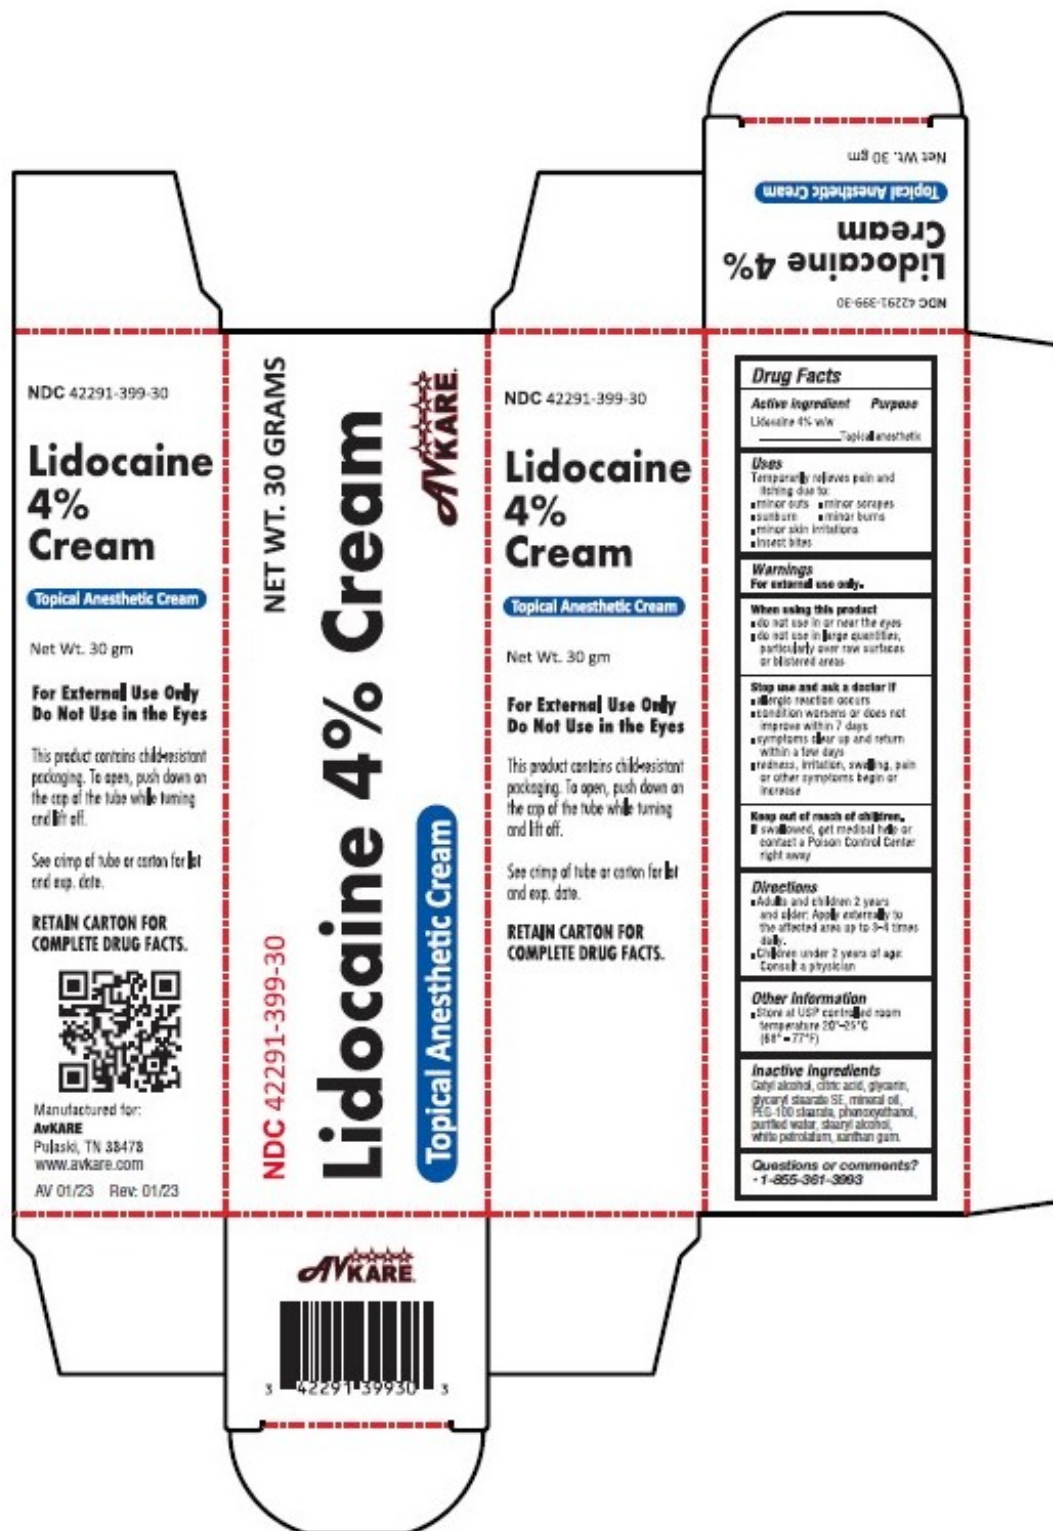 Net Wt. 30 gm
Topical Anesthetic Cream
Cream
Lidocaine 4%
NDC 42291-399-30
NDC 42291-399-30
Lidocaine
4%
Cream
Topical Anesthetic Cream
Net Wt. 30 gm
For External Use Only
Do Not Use in the Eyes
This product contains child-resistant
packaging. To open, push down on
the cap of the tube while turning
and lift off.
See crimp of tube or carton for lot
and exp. date.
RETAIN CARTON FOR
COMPLETE DRUG FACTS.
Manufactured for:
AvKARE
Pulaski, TN 38478
www.avkare.com
AV 01/23 Rev: 01/23
NET WT. 30 GRAMS
NDC 42291-399-30
Lidocaine 4% Cream
Topical Anesthetic Cream
AVKARE
NDC 42291-399-30
Lidocaine
4%
Cream
Topical Anesthetic Cream
Net Wt. 30 gm
For External Use Only
Do Not Use in the Eyes
This product contains child-resistant
packaging. To open, push down on
the cap of the tube while turning
and lift off.
See crimp of tube or carton for lot
and exp. date.
RETAIN CARTON FOR
COMPLETE DRUG FACTS.
Drug Facts
Active ingredient Purpose
Lidocaine 4% w/w
Topical anesthetic
Uses
Temporarily relieves pain and
itching due to:
▪ minor cuts ▪ minor scrapes
▪ sunburn ▪ minor burns
▪ minor skin irritations
▪ insect bites
Warnings
For external use only.
When using this product
▪ do not use in or near the eyes
▪ do not use in large quantities,
particularly over raw surfaces
or blistered areas
Stop use and ask a doctor if
▪ allergic reaction occurs
▪ condition worsens or does not
improve within 7 days
▪ symptoms clear up and return
within a few days
▪ redness, irritation, swelling, pain
or other symptoms begin or
increase
Keep out of reach of children.
If swallowed, get medical help or
contact a Poison Control Center
right away
Directions
▪ Adults and children 2 years
and older: Apply externally to
the affected area up to 3-4 times
daily.
▪ Children under 2 years of age:
Consult a physician
Other Information
▪ Store at USP controlled room
temperature 20°-25°C
(68° - 77°F)
Inactive Ingredients
Cetyl alcohol, citric acid, glycerin,
glyceryl stearate SE, mineral oil,
PEG-100 stearate, phenoxyethanol,
purified water, stearyl alcohol,
white petrolatum, xanthan gum.
Questions or comments?
- 1-855-361-3993
AVKARE
3 42291 39930 3